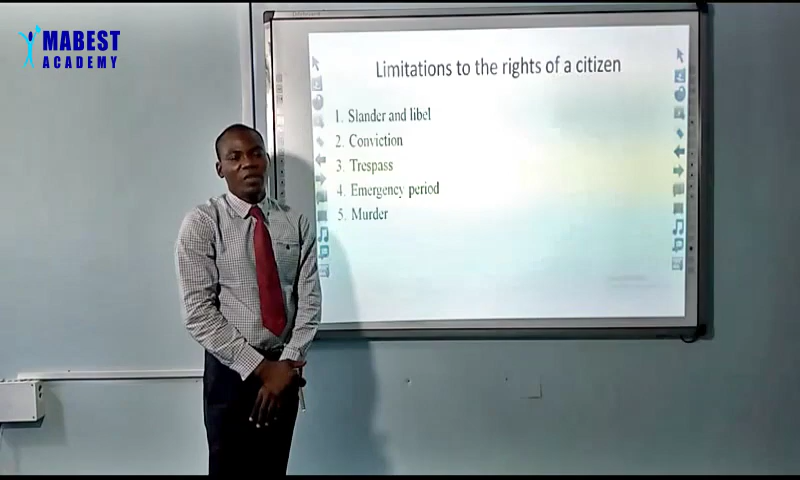 MABEST
ACADEMY
Limitations to the rights of a citizen
1. Slander and libel
2. Conviction
3. Trespass
4. Emergency period
5. Murder